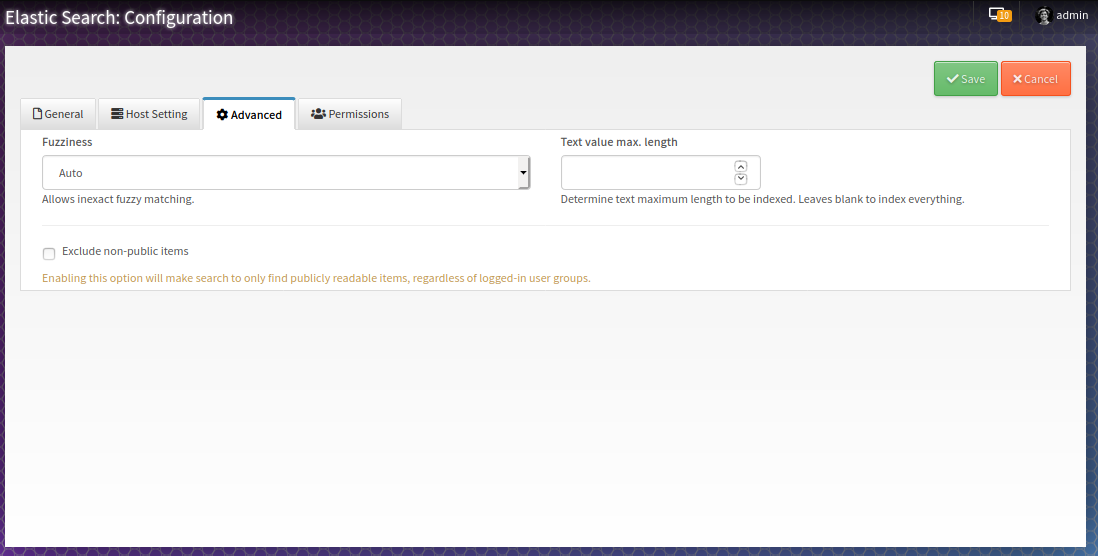 Elastic Search: Configuration
10
admin
Save
Cancel
General
Host Setting
Advanced
Permissions
Fuzziness
Text value max. length
Auto
Allows inexact fuzzy matching.
Determine text maximum length to be indexed. Leaves blank to index everything.
Exclude non-public items
Enabling this option will make search to only find publicly readable items, regardless of logged-in user groups.